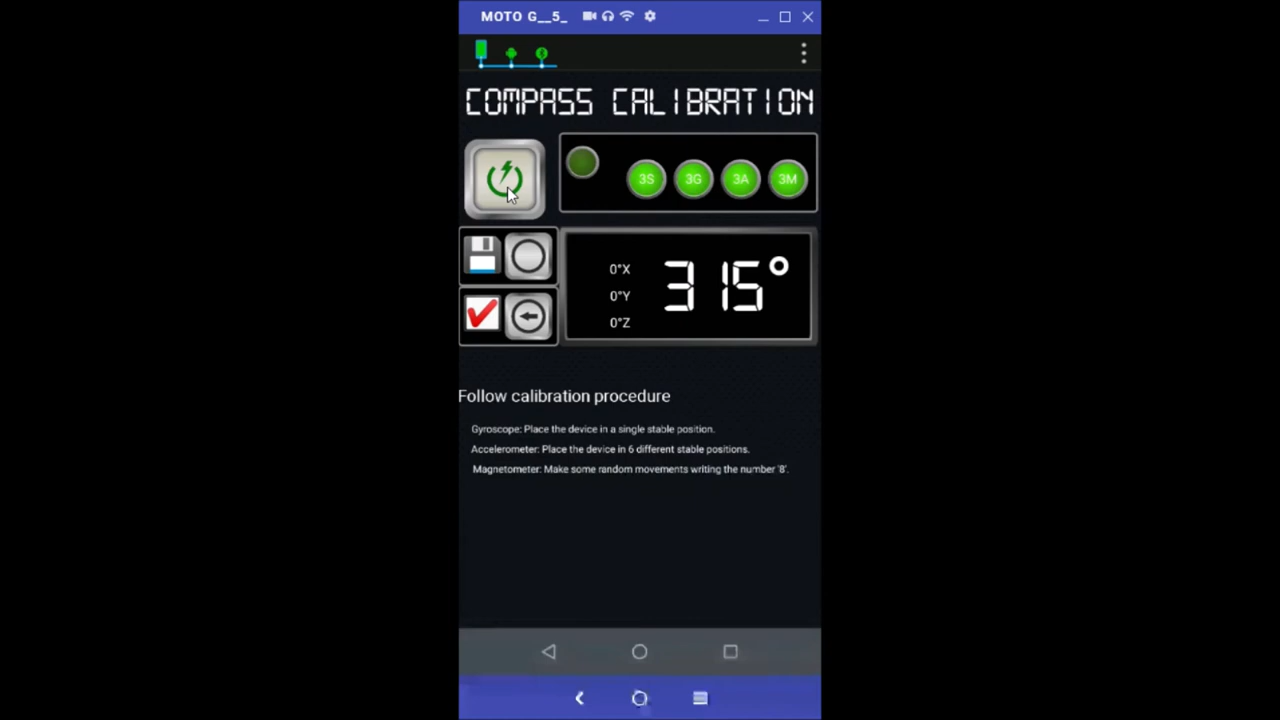 MOTO G__5_
COMPASS CALIBRATION
3S 3G 3A 3M
0°X
0°Y
0°Z
315°
Follow calibration procedure
Gyroscope: Place the device in a single stable position.
Accelerometer: Place the device in 6 different stable positions.
Magnetometer: Make some random movements writing the number '8'.